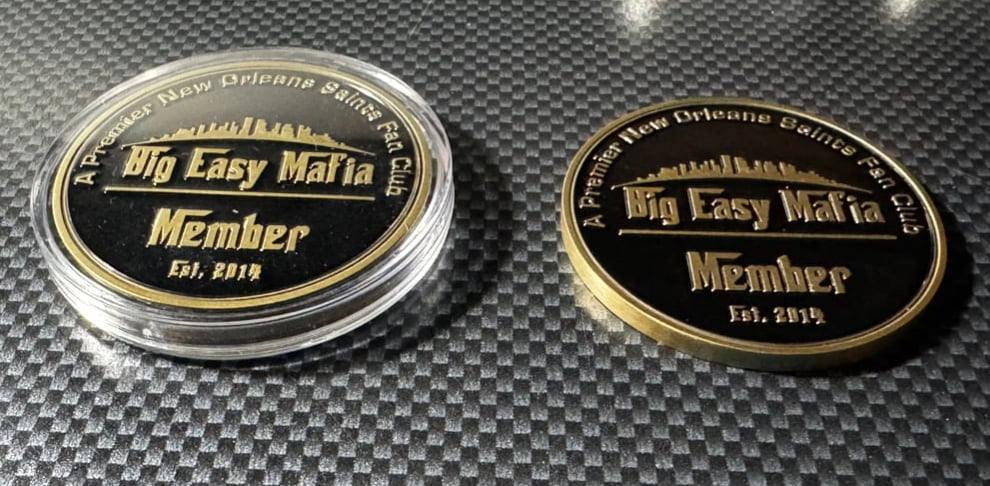 A Premier New Orleans Saints Fan Club
Big Easy Mafia
Member
Est. 2014
A Premier New Orleans Saints Fan Club
Big Easy Mafia
Member
Est. 2014